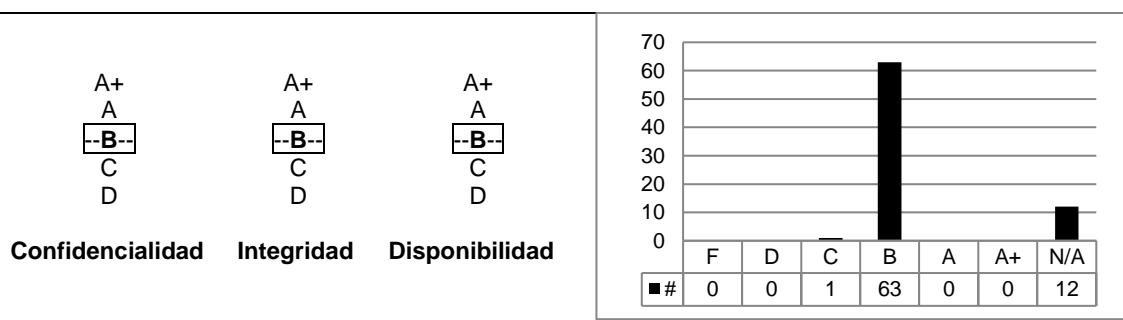 A+ A+ A+
A A A
--B-- --B-- --B--
C C C
D D D
Confidencialidad Integridad Disponibilidad
70
60
50
40
30
20
10
0
F D C B A A+ N/A
# 0 0 1 63 0 0 12